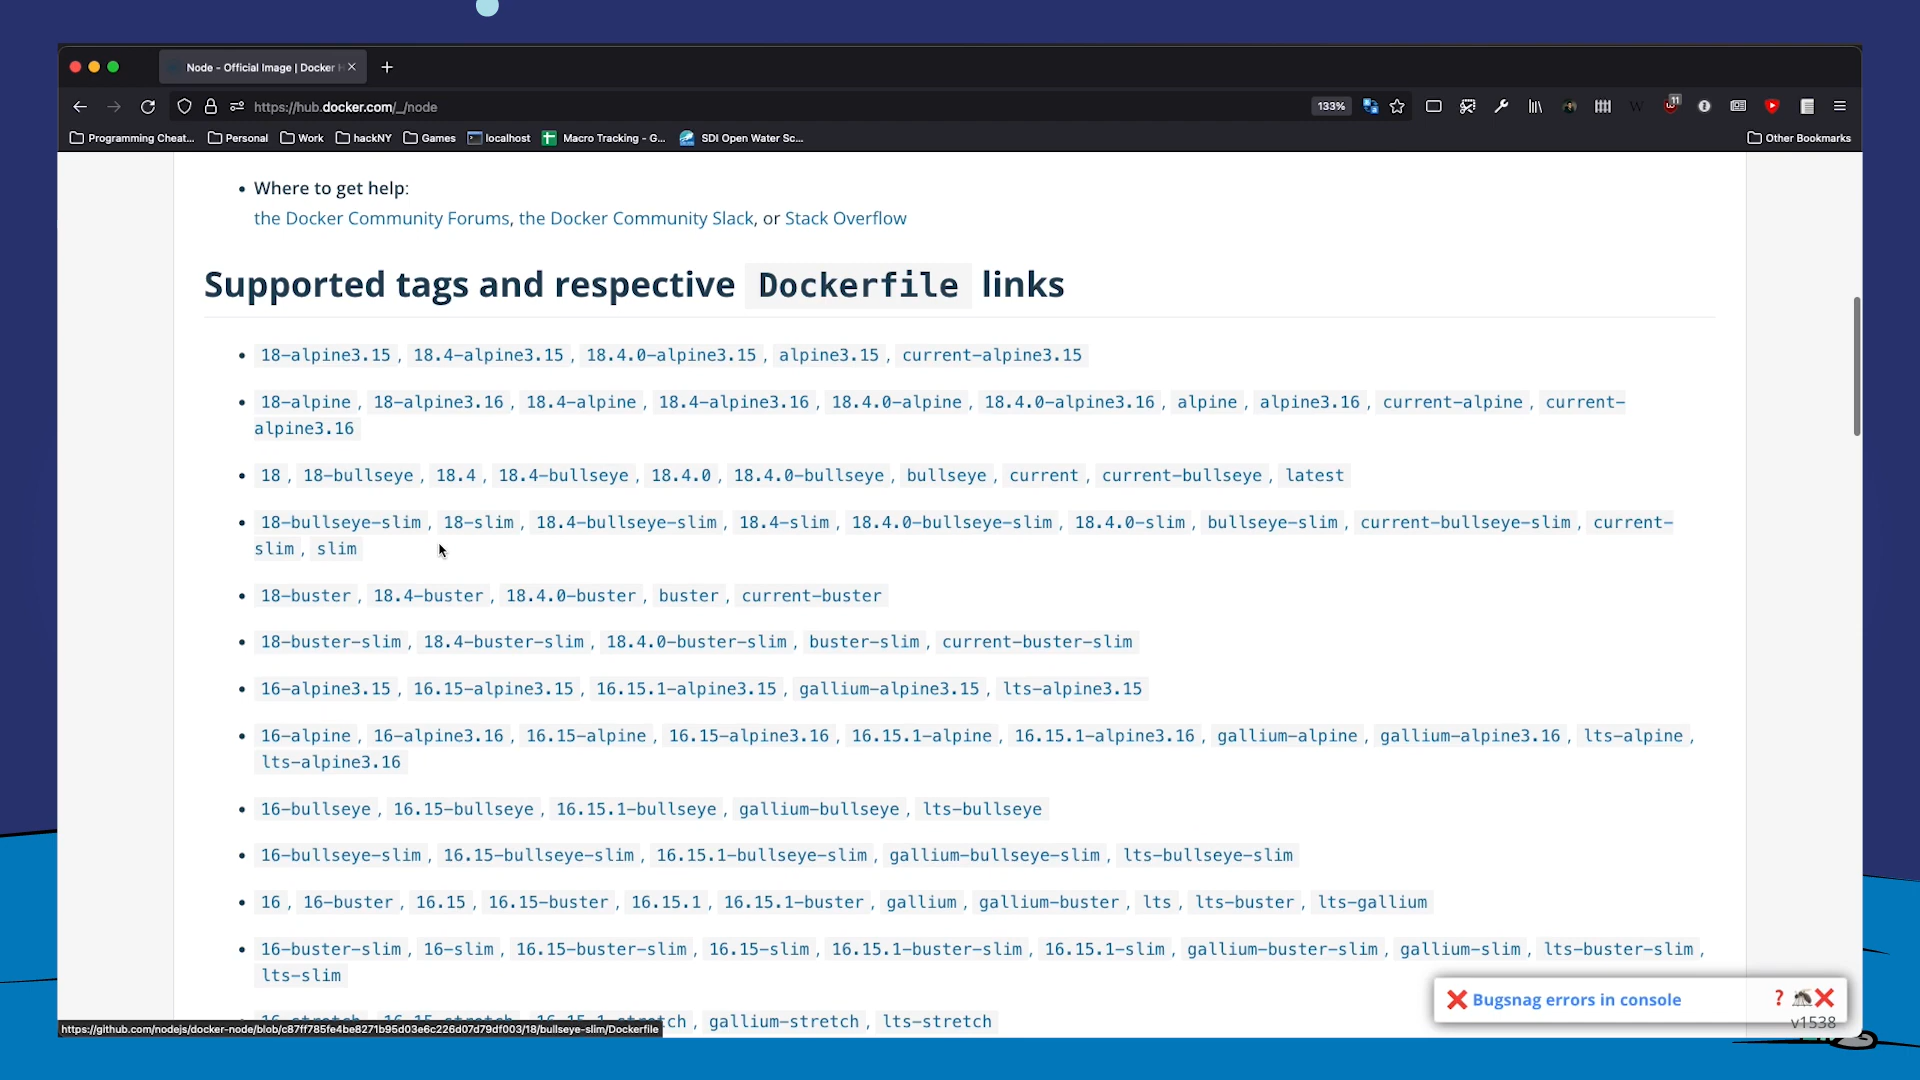 Node - Official Image | Docker
https://hub.docker.com/_/node
133%
11
Programming Cheat...
Personal
Work
hackNY
Games
localhost
Macro Tracking - G...
SDI Open Water Sc...
Other Bookmarks
Where to get help:
the Docker Community Forums, the Docker Community Slack, or Stack Overflow
Supported tags and respective Dockerfile links
18-alpine3.15, 18.4-alpine3.15, 18.4.0-alpine3.15, alpine3.15, current-alpine3.15
18-alpine, 18-alpine3.16, 18.4-alpine, 18.4-alpine3.16, 18.4.0-alpine, 18.4.0-alpine3.16, alpine, alpine3.16, current-alpine, current-
alpine3.16
18, 18-bullseye, 18.4, 18.4-bullseye, 18.4.0, 18.4.0-bullseye, bullseye, current, current-bullseye, latest
18-bullseye-slim, 18-slim, 18.4-bullseye-slim, 18.4-slim, 18.4.0-bullseye-slim, 18.4.0-slim, bullseye-slim, current-bullseye-slim, current-
slim, slim
18-buster, 18.4-buster, 18.4.0-buster, buster, current-buster
18-buster-slim, 18.4-buster-slim, 18.4.0-buster-slim, buster-slim, current-buster-slim
16-alpine3.15, 16.15-alpine3.15, 16.15.1-alpine3.15, gallium-alpine3.15, lts-alpine3.15
16-alpine, 16-alpine3.16, 16.15-alpine, 16.15-alpine3.16, 16.15.1-alpine, 16.15.1-alpine3.16, gallium-alpine, gallium-alpine3.16, lts-alpine,
lts-alpine3.16
16-bullseye, 16.15-bullseye, 16.15.1-bullseye, gallium-bullseye, lts-bullseye
16-bullseye-slim, 16.15-bullseye-slim, 16.15.1-bullseye-slim, gallium-bullseye-slim, lts-bullseye-slim
16, 16-buster, 16.15, 16.15-buster, 16.15.1, 16.15.1-buster, gallium, gallium-buster, lts, lts-buster, lts-gallium
16-buster-slim, 16-slim, 16.15-buster-slim, 16.15-slim, 16.15.1-buster-slim, 16.15.1-slim, gallium-buster-slim, gallium-slim, lts-buster-slim,
lts-slim
16-stretch, 16.15-stretch, 16.15.1-stretch, gallium-stretch, lts-stretch
https://github.com/nodejs/docker-node/blob/c87ff785fe4be8271b95d03e6c226d07d79df003/18/bullseye-slim/Dockerfile
Bugsnag errors in console
?
v1538